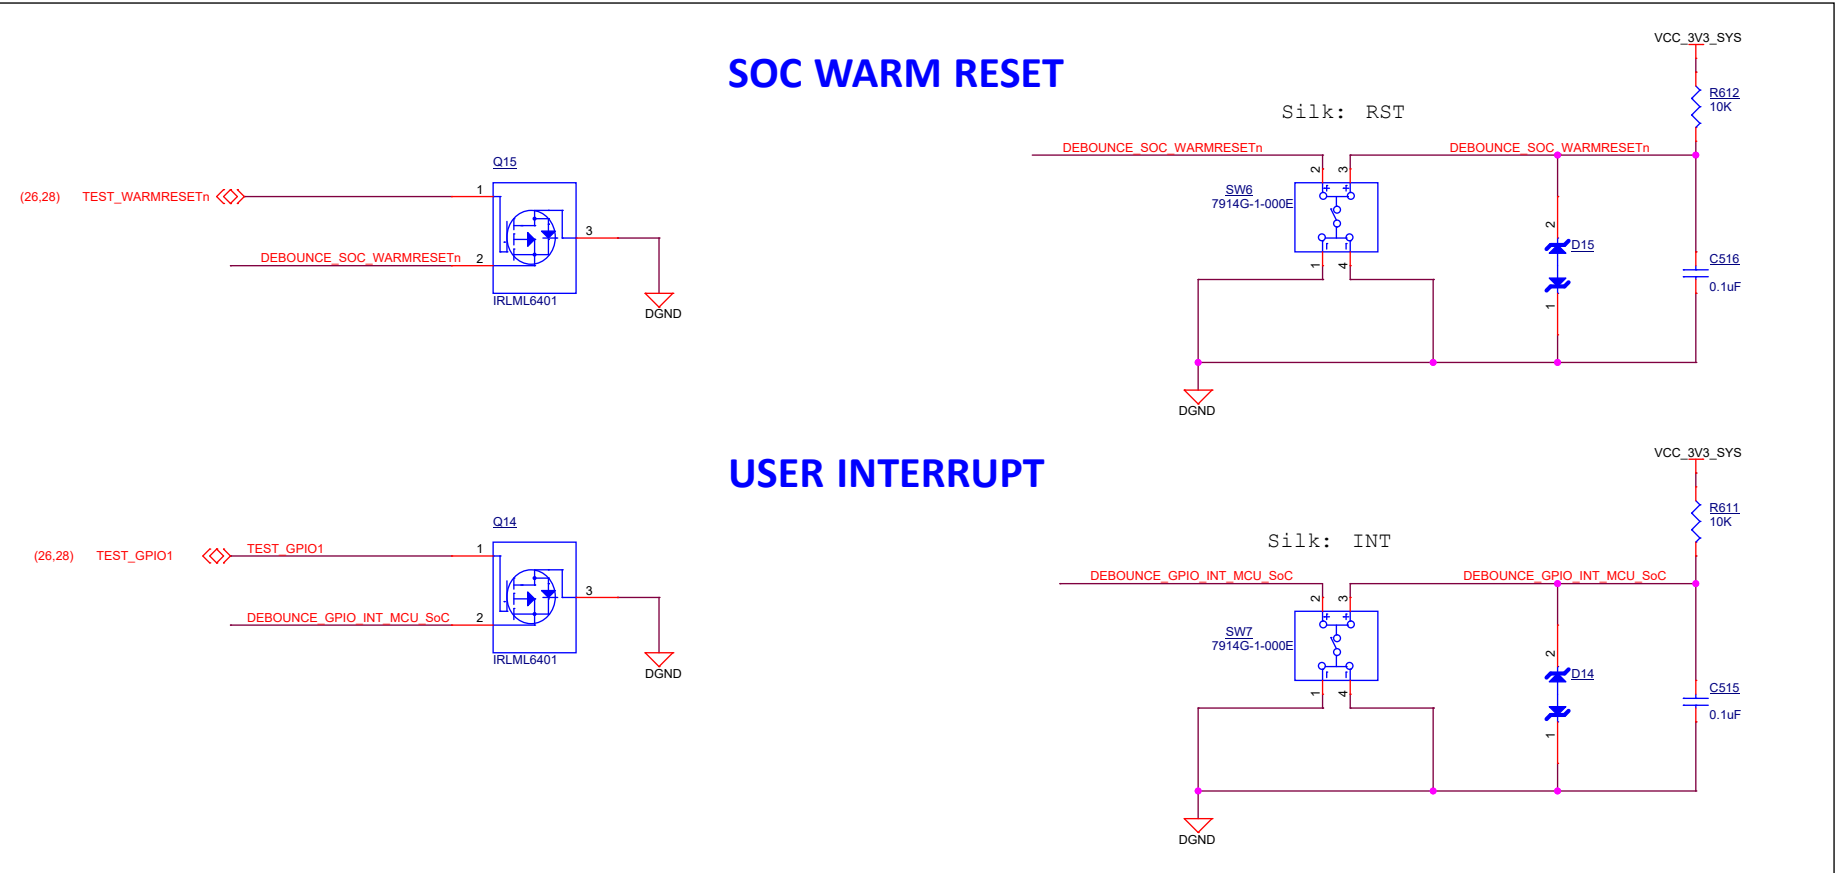 SOC WARM RESET
VCC_3V3_SYS
R612
10K
Silk: RST
DEBOUNCE_SOC_WARMRESETn
DEBOUNCE_SOC_WARMRESETn
Q15
1
(26,28) TEST_WARMRESETn
3
DEBOUNCE_SOC_WARMRESETn 2
IRLML6401
DGND
2 3
SW6
7914G-1-000E
1 4
2
D15
1
C516
0.1uF
DGND
USER INTERRUPT
VCC_3V3_SYS
R611
10K
Silk: INT
DEBOUNCE_GPIO_INT_MCU_SoC
DEBOUNCE_GPIO_INT_MCU_SoC
Q14
(26,28) TEST_GPIO1 TEST_GPIO1 1
3
DEBOUNCE_GPIO_INT_MCU_SoC 2
IRLML6401
DGND
2 3
SW7
7914G-1-000E
1 4
2
D14
1
C515
0.1uF
DGND